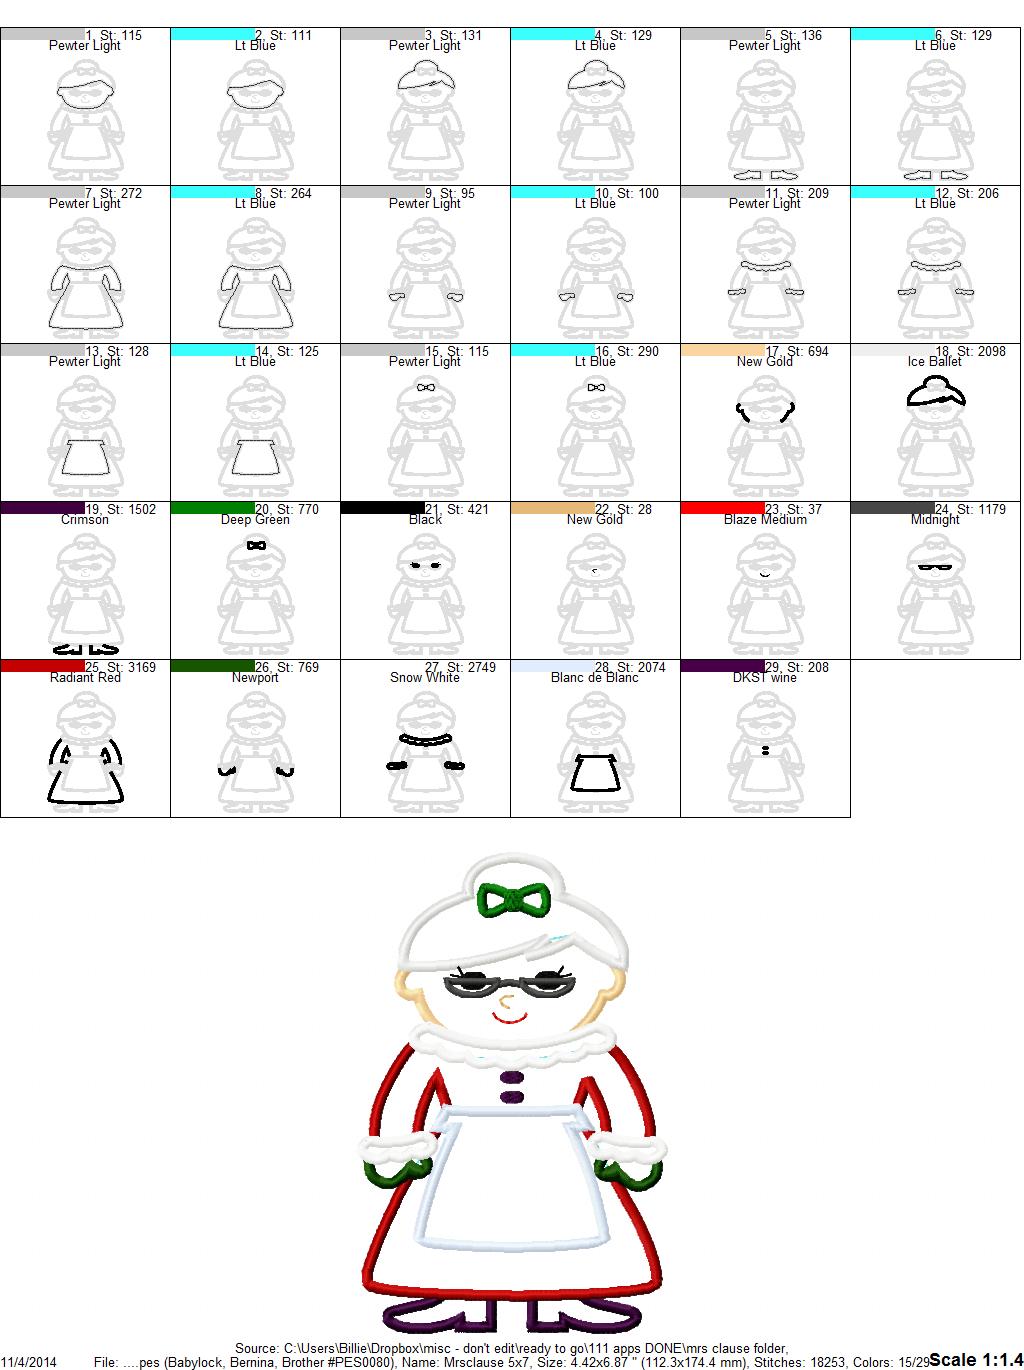 1, St: 115
Pewter Light
2, St: 111
Lt Blue
3, St: 131
Pewter Light
4, St: 129
Lt Blue
5, St: 136
Pewter Light
6, St: 129
Lt Blue
7, St: 272
Pewter Light
8, St: 264
Lt Blue
9, St: 95
Pewter Light
10, St: 100
Lt Blue
11, St: 209
Pewter Light
12, St: 206
Lt Blue
13, St: 128
Pewter Light
14, St: 125
Lt Blue
15, St: 115
Pewter Light
16, St: 290
Lt Blue
17, St: 694
New Gold
18, St: 2098
Ice Ballet
19, St: 1502
Crimson
20, St: 770
Deep Green
21, St: 421
Black
22, St: 28
New Gold
23, St: 37
Blaze Medium
24, St: 1179
Midnight
25, St: 3169
Radiant Red
26, St: 769
Newport
27, St: 2749
Snow White
28, St: 2074
Blanc de Blanc
29, St: 208
DKST wine
Source: C:\Users\Billie\Dropbox\misc - don't edit\ready to go\111 apps DONE\mrs clause folder,
11/4/2014 File: ....pes (Babylock, Bernina, Brother #PES0080), Name: Mrsclause 5x7, Size: 4.42x6.87 " (112.3x174.4 mm), Stitches: 18253, Colors: 15/29 Scale 1:1.4